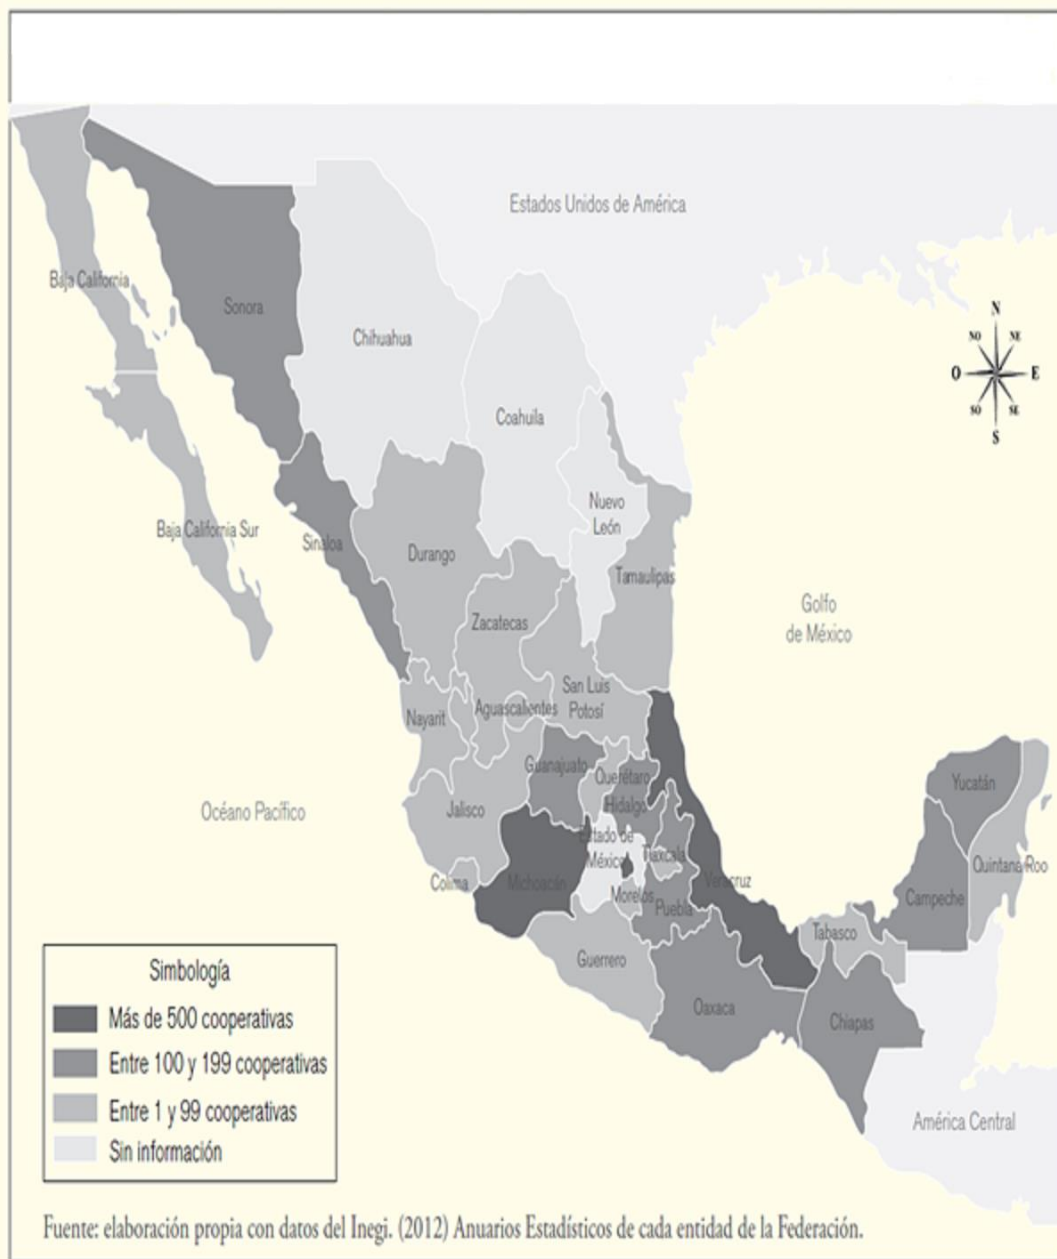 Estados Unidos de América
Baja California
Sonora
Chihuahua
N
NO NE
O E
SO SE
S
Coahuila
Nuevo
León
Baja California Sur
Sinaloa
Durango
Tamaulipas
Golfo
de México
Zacatecas
San Luis
Potosí
Nayarit
Aguascalientes
Guanajuato
Querétaro
Yucatán
Océano Pacífico
Jalisco
Hidalgo
Estado de
México
Tlaxcala
Quintana Roo
Colima
Michoacán
Veracruz
Morelos
Puebla
Campeche
Tabasco
Guerrero
Oaxaca
Chiapas
América Central
Simbología
Más de 500 cooperativas
Entre 100 y 199 cooperativas
Entre 1 y 99 cooperativas
Sin información
Fuente: elaboración propia con datos del Inegi. (2012) Anuarios Estadísticos de cada entidad de la Federación.